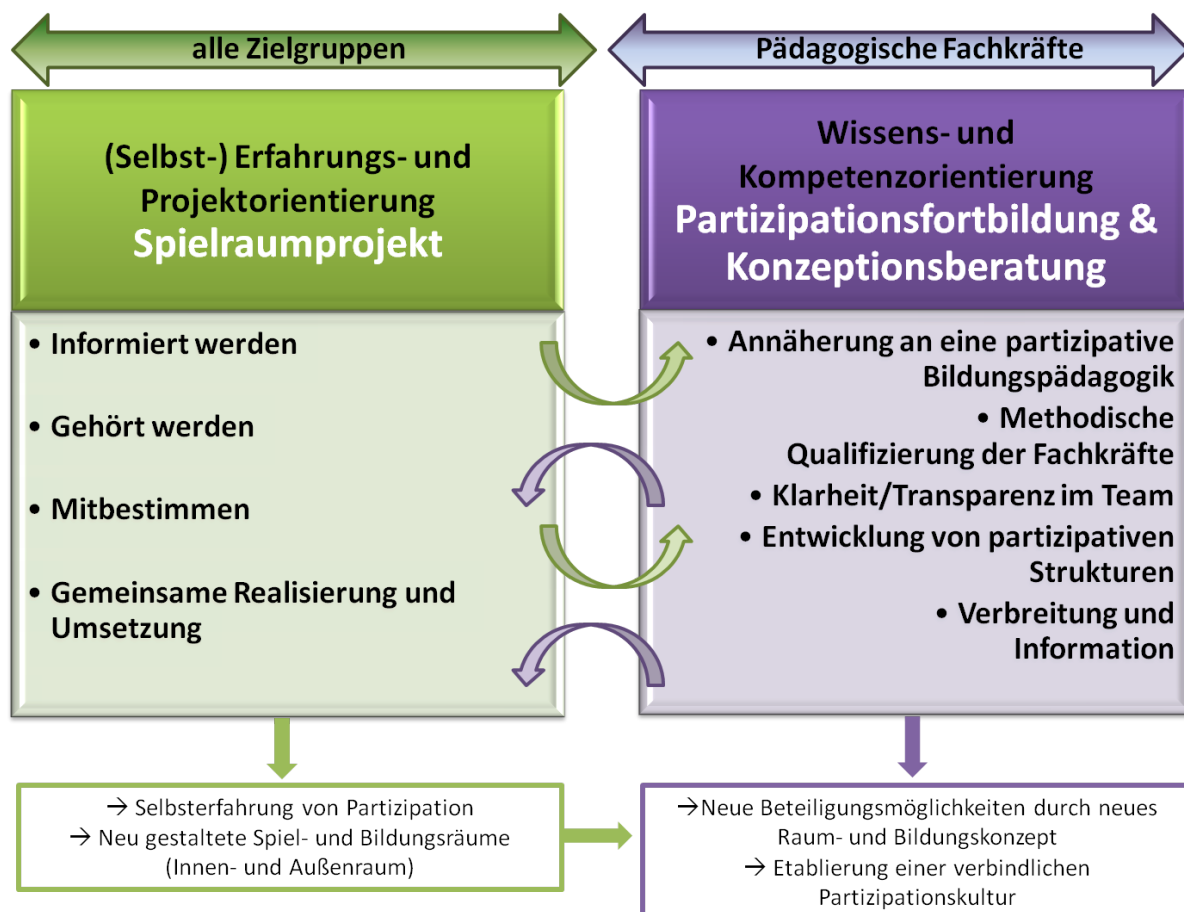 alle Zielgruppen
(Selbst-) Erfahrungs- und
Projektorientierung
Spielraumprojekt
• Informiert werden
• Gehört werden
• Mitbestimmen
• Gemeinsame Realisierung und
Umsetzung
→ Selbsterfahrung von Partizipation
→ Neu gestaltete Spiel- und Bildungsräume
(Innen- und Außenraum)
Pädagogische Fachkräfte
Wissens- und
Kompetenzorientierung
Partizipationsfortbildung &
Konzeptionsberatung
• Annäherung an eine partizipative
Bildungspädagogik
• Methodische
Qualifizierung der Fachkräfte
• Klarheit/Transparenz im Team
• Entwicklung von partizipativen
Strukturen
• Verbreitung und
Information
→Neue Beteiligungsmöglichkeiten durch neues
Raum- und Bildungskonzept
→ Etablierung einer verbindlichen
Partizipationskultur